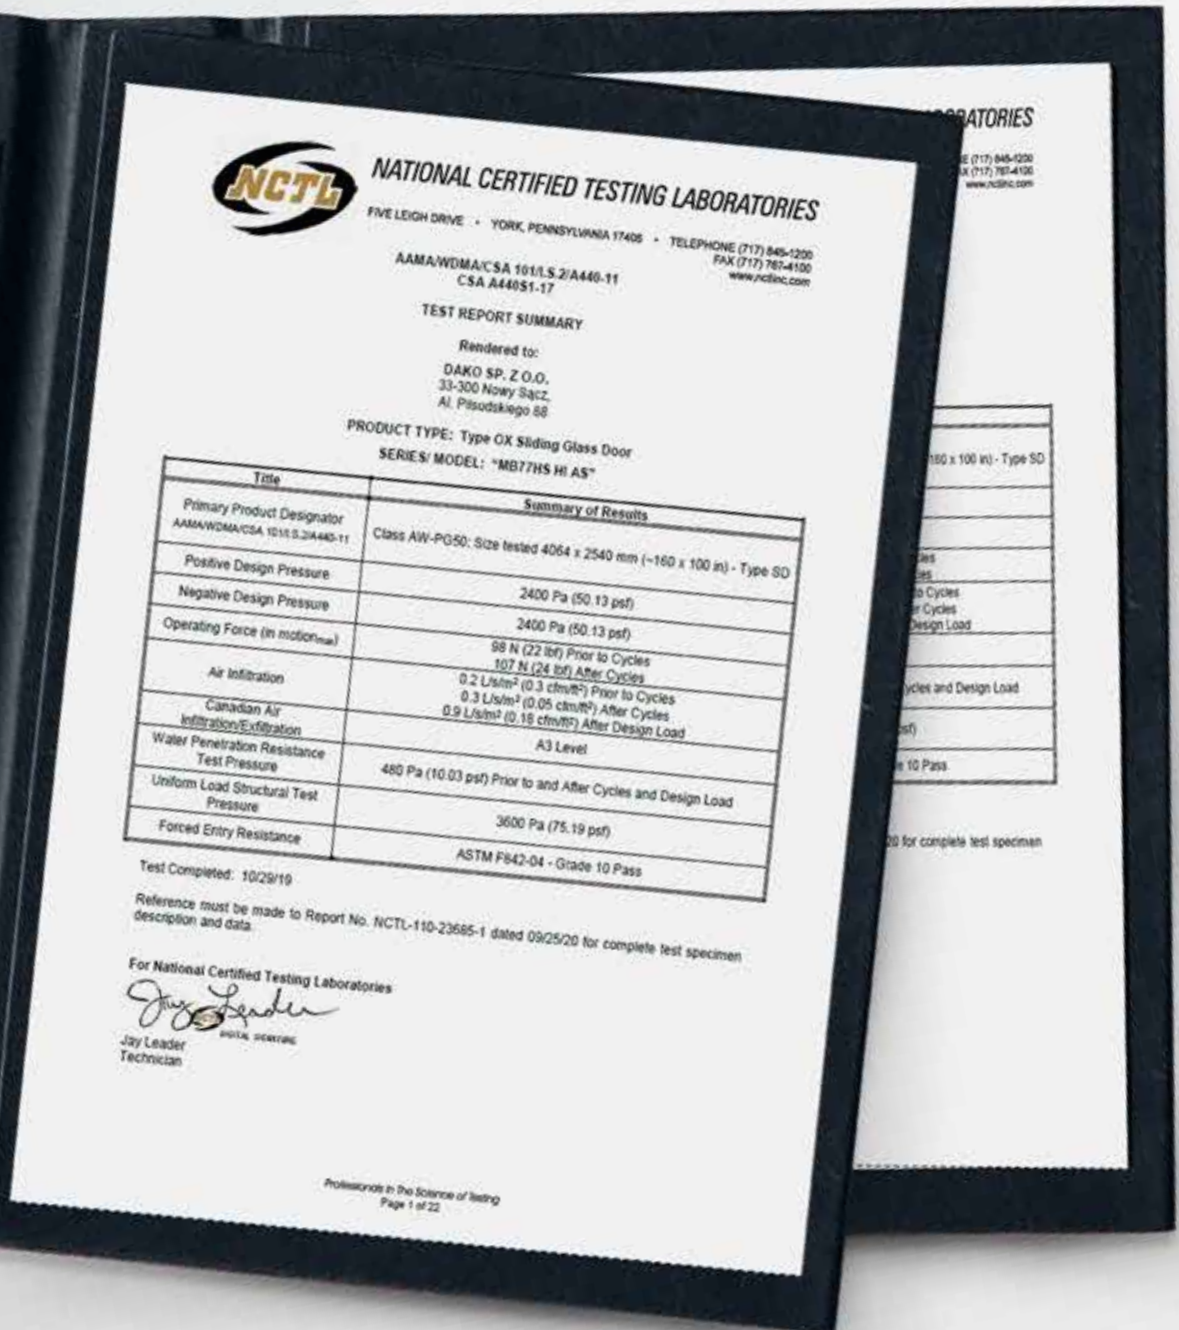 NCTL
NATIONAL CERTIFIED TESTING LABORATORIES
FIVE LEIGH DRIVE • YORK, PENNSYLVANIA 17405 • TELEPHONE (717) 846-1200
FAX (717) 767-4100
www.nctlinc.com
AAMA/WDMA/CSA 101/I.S.2/A440-11
CSA A440S1-17
TEST REPORT SUMMARY
Rendered to:
DAKO SP. Z O.O.
33-300 Nowy Sącz,
Al. Piłsudskiego 88
PRODUCT TYPE: Type OX Sliding Glass Door
SERIES/ MODEL: "MB77HS HI AS"
Title
Summary of Results
Primary Product Designator
AAMA/WDMA/CSA 101/I.S.2/A440-11
Class AW-PG50: Size tested 4064 x 2540 mm (~160 x 100 in) - Type SD
Positive Design Pressure
2400 Pa (50.13 psf)
Negative Design Pressure
2400 Pa (50.13 psf)
Operating Force (in motion max)
98 N (22 lbf) Prior to Cycles
107 N (24 lbf) After Cycles
Air Infiltration
0.2 L/s/m² (0.3 cfm/ft²) Prior to Cycles
0.3 L/s/m² (0.05 cfm/ft²) After Cycles
0.9 L/s/m² (0.18 cfm/ft²) After Design Load
Canadian Air
Infiltration/Exfiltration
A3 Level
Water Penetration Resistance
Test Pressure
480 Pa (10.03 psf) Prior to and After Cycles and Design Load
Uniform Load Structural Test
Pressure
3600 Pa (75.19 psf)
Forced Entry Resistance
ASTM F842-04 - Grade 10 Pass
Test Completed: 10/29/19
Reference must be made to Report No. NCTL-110-23685-1 dated 09/25/20 for complete test specimen
description and data.
For National Certified Testing Laboratories
Jay Leader
DIGITAL SIGNATURE
Jay Leader
Technician
Professionals in the Science of Testing
Page 1 of 22
RATORIES
E (717) 846-1200
AX (717) 767-4100
www.nctlinc.com
160 x 100 in) - Type SD
cles
cles
to Cycles
er Cycles
Design Load
ycles and Design Load
psf)
e 10 Pass
20 for complete test specimen